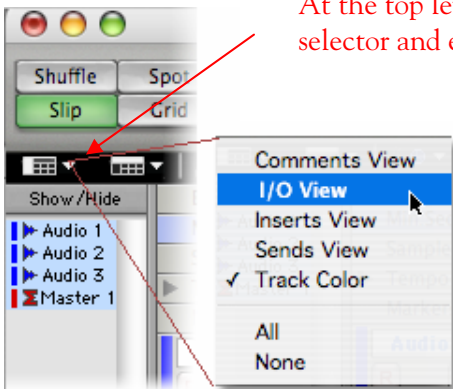 At the top le
selector and e
Shuffle Spot
Slip Grid
Show/Hide
Audio 1
Audio 2
Audio 3
Master 1
Comments View
I/O View
Inserts View
Sends View
✓ Track Color
All
None